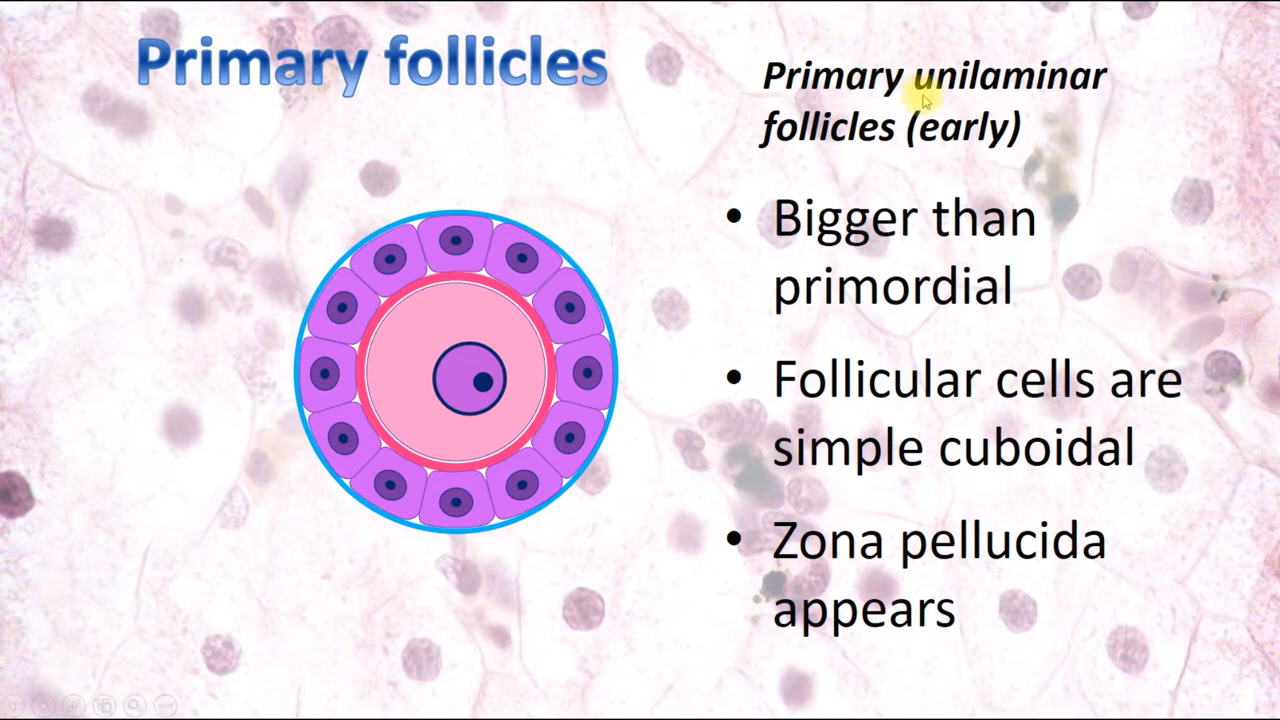 Primary follicles
Primary unilaminar
follicles (early)
• Bigger than
primordial
• Follicular cells are
simple cuboidal
• Zona pellucida
appears